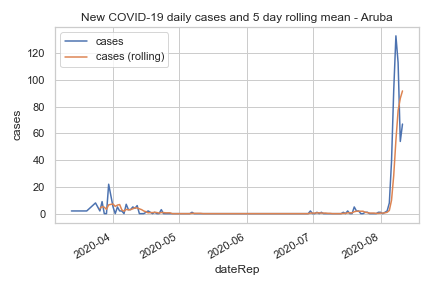 New COVID-19 daily cases and 5 day rolling mean - Aruba
cases
cases (rolling)
120
100
80
60
40
20
0
cases
2020-04
2020-05
2020-06
2020-07
2020-08
dateRep